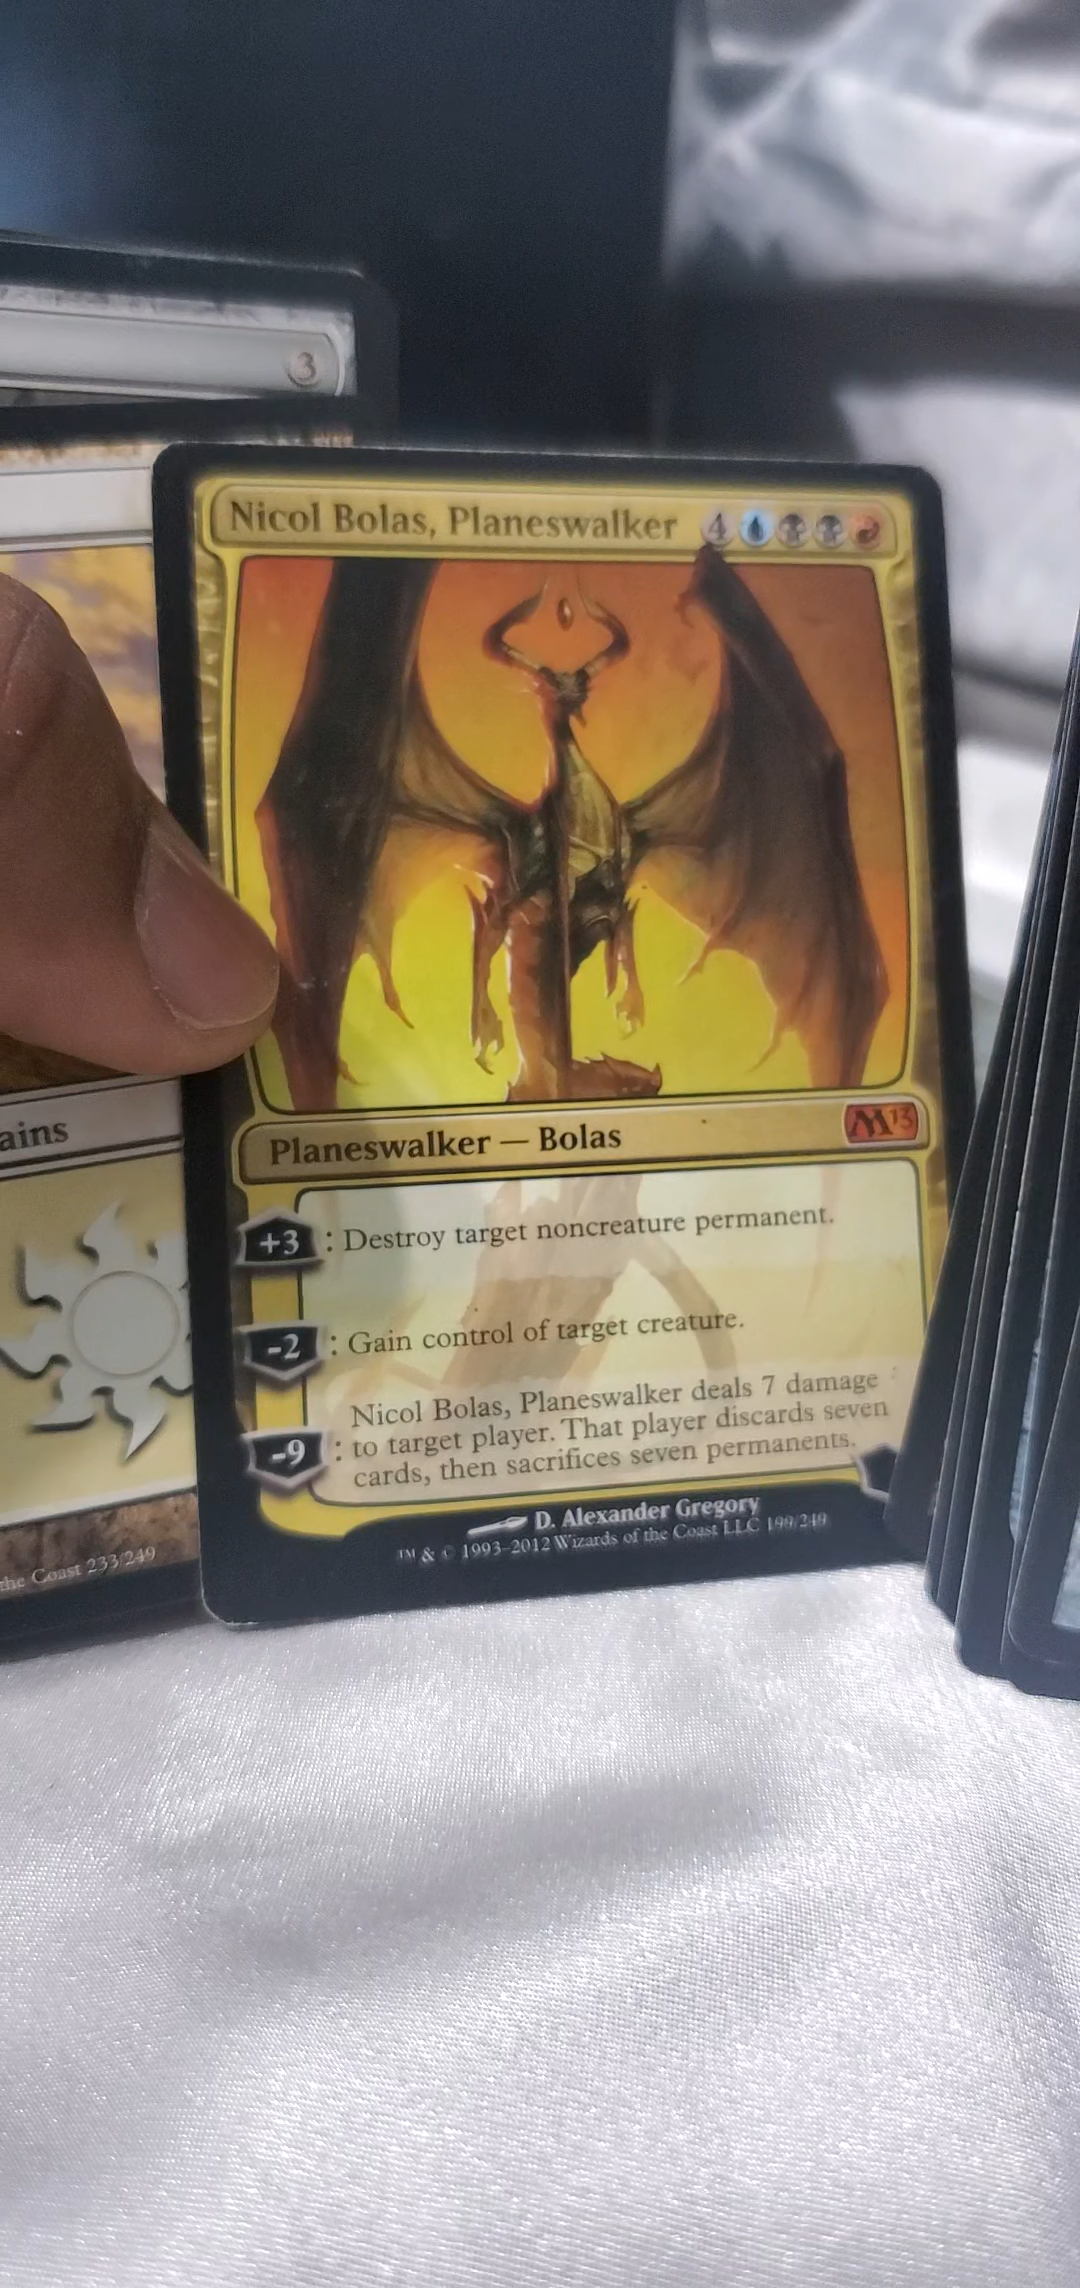 3
Nicol Bolas, Planeswalker 4
Planeswalker — Bolas M13
+3 : Destroy target noncreature permanent.
-2 : Gain control of target creature.
Nicol Bolas, Planeswalker deals 7 damage
-9 : to target player. That player discards seven
cards, then sacrifices seven permanents.
D. Alexander Gregory
™ & © 1993-2012 Wizards of the Coast LLC 199/249
ains
the Coast 233/249